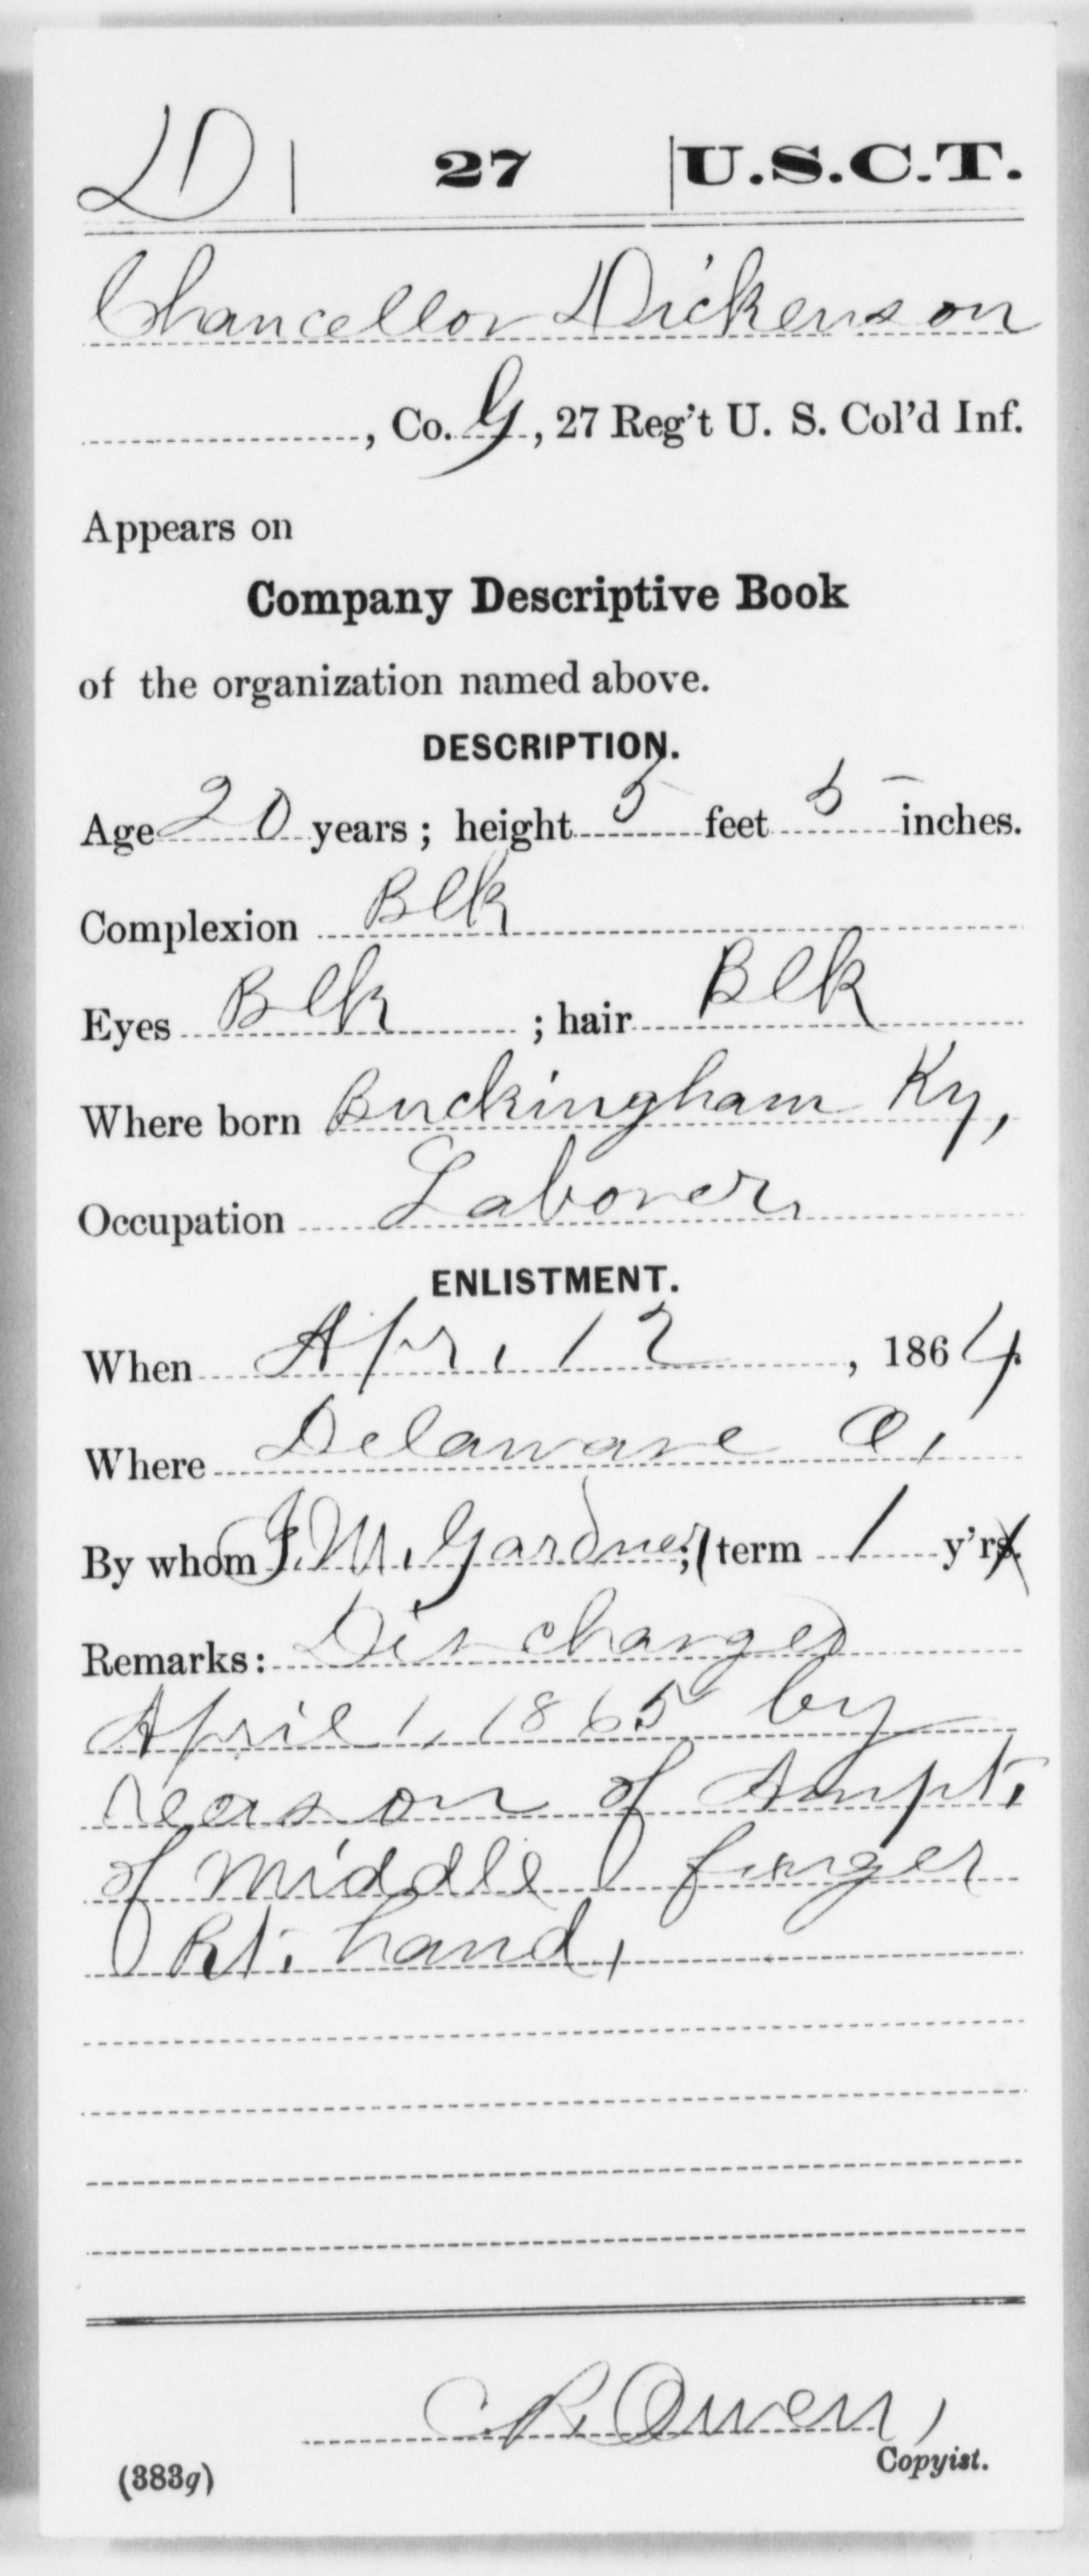 D | 27 | U.S.C.T.
Chancellor Dickenson
, Co. G, 27 Reg't U. S. Col'd Inf.
Appears on
Company Descriptive Book
of the organization named above.
DESCRIPTION.
Age 20 years; height 5 feet 5 inches.
Complexion Blk
Eyes Blk ; hair Blk
Where born Buckingham Ky,
Occupation Laborer,
ENLISTMENT.
When Apr. 12, 1864
Where Delaware O.
By whom J. M. Gardner; term 1 y'r
Remarks: Discharged
April 1, 1865 by
reason of Ampt.
of middle finger
Rt. hand,
C R. Owen,
(383g) Copyist.